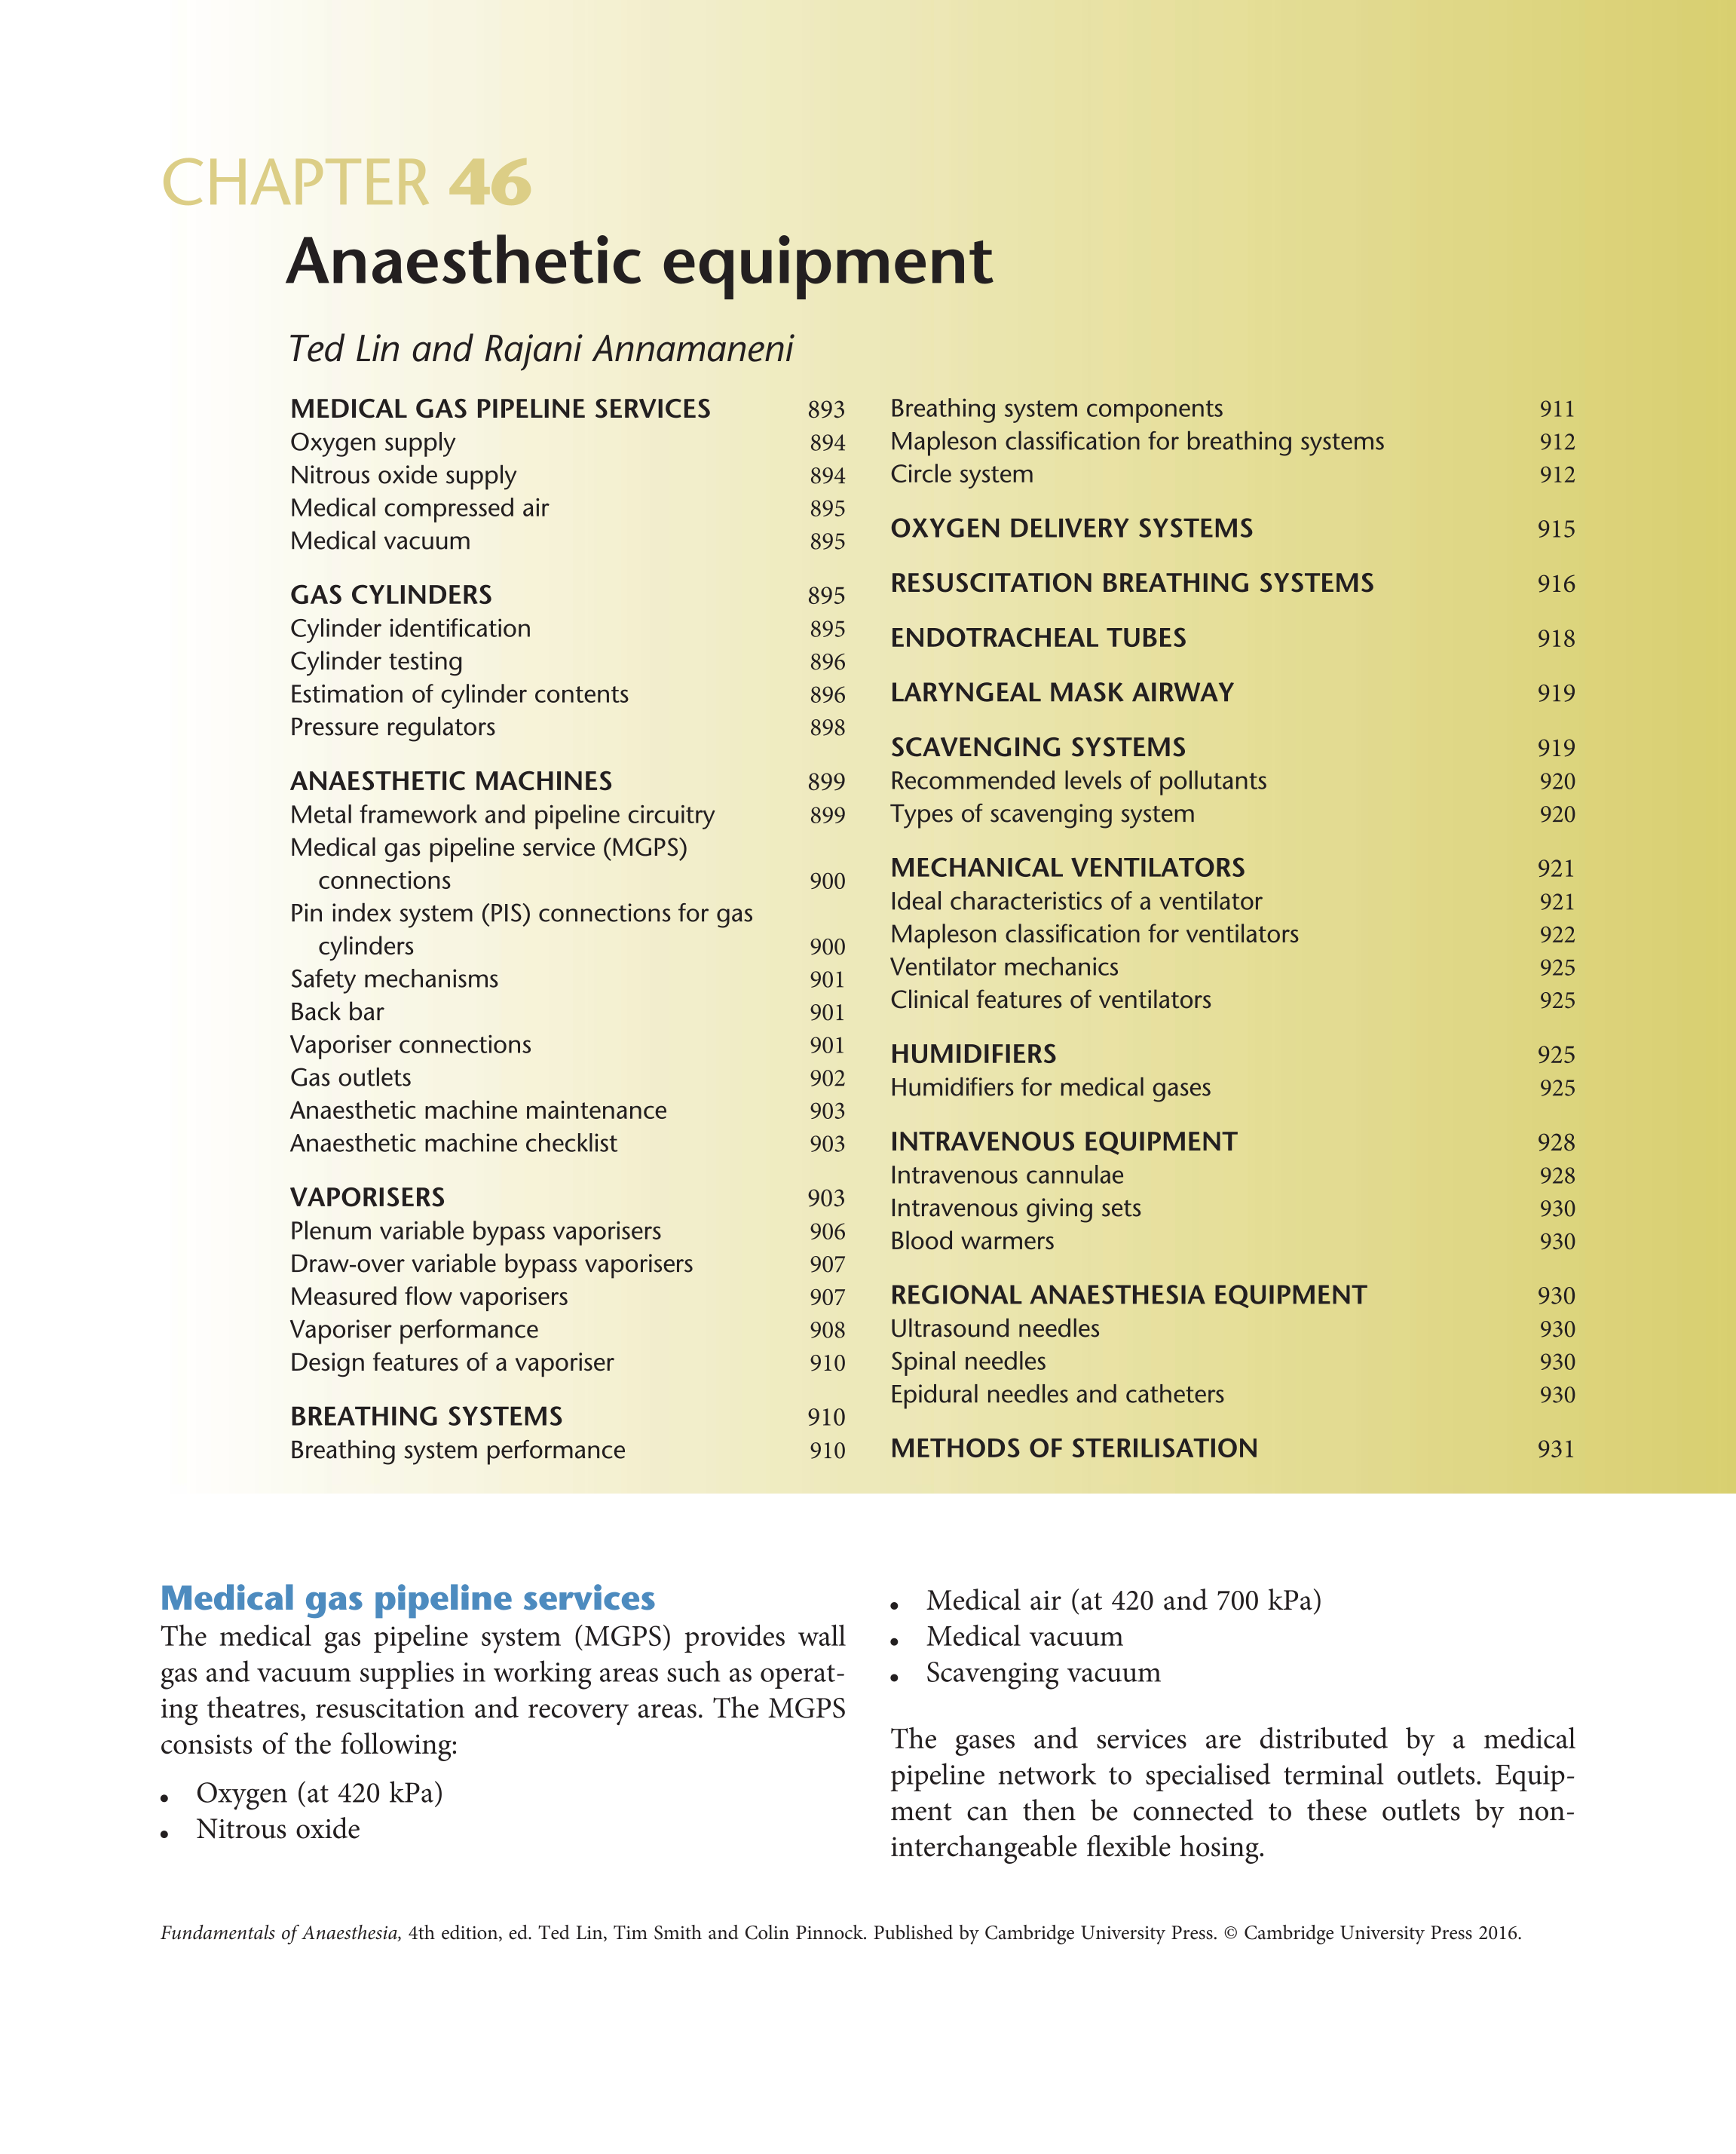 CHAPTER 46
Anaesthetic equipment
Ted Lin and Rajani Annamaneni
MEDICAL GAS PIPELINE SERVICES 893
Oxygen supply 894
Nitrous oxide supply 894
Medical compressed air 895
Medical vacuum 895
GAS CYLINDERS 895
Cylinder identification 895
Cylinder testing 896
Estimation of cylinder contents 896
Pressure regulators 898
ANAESTHETIC MACHINES 899
Metal framework and pipeline circuitry 899
Medical gas pipeline service (MGPS)
connections 900
Pin index system (PIS) connections for gas
cylinders 900
Safety mechanisms 901
Back bar 901
Vaporiser connections 901
Gas outlets 902
Anaesthetic machine maintenance 903
Anaesthetic machine checklist 903
VAPORISERS 903
Plenum variable bypass vaporisers 906
Draw-over variable bypass vaporisers 907
Measured flow vaporisers 907
Vaporiser performance 908
Design features of a vaporiser 910
BREATHING SYSTEMS 910
Breathing system performance 910
Breathing system components 911
Mapleson classification for breathing systems 912
Circle system 912
OXYGEN DELIVERY SYSTEMS 915
RESUSCITATION BREATHING SYSTEMS 916
ENDOTRACHEAL TUBES 918
LARYNGEAL MASK AIRWAY 919
SCAVENGING SYSTEMS 919
Recommended levels of pollutants 920
Types of scavenging system 920
MECHANICAL VENTILATORS 921
Ideal characteristics of a ventilator 921
Mapleson classification for ventilators 922
Ventilator mechanics 925
Clinical features of ventilators 925
HUMIDIFIERS 925
Humidifiers for medical gases 925
INTRAVENOUS EQUIPMENT 928
Intravenous cannulae 928
Intravenous giving sets 930
Blood warmers 930
REGIONAL ANAESTHESIA EQUIPMENT 930
Ultrasound needles 930
Spinal needles 930
Epidural needles and catheters 930
METHODS OF STERILISATION 931
Medical gas pipeline services
The medical gas pipeline system (MGPS) provides wall
gas and vacuum supplies in working areas such as operat-
ing theatres, resuscitation and recovery areas. The MGPS
consists of the following:
• Oxygen (at 420 kPa)
• Nitrous oxide
• Medical air (at 420 and 700 kPa)
• Medical vacuum
• Scavenging vacuum
The gases and services are distributed by a medical
pipeline network to specialised terminal outlets. Equip-
ment can then be connected to these outlets by non-
interchangeable flexible hosing.
Fundamentals of Anaesthesia, 4th edition, ed. Ted Lin, Tim Smith and Colin Pinnock. Published by Cambridge University Press. © Cambridge University Press 2016.